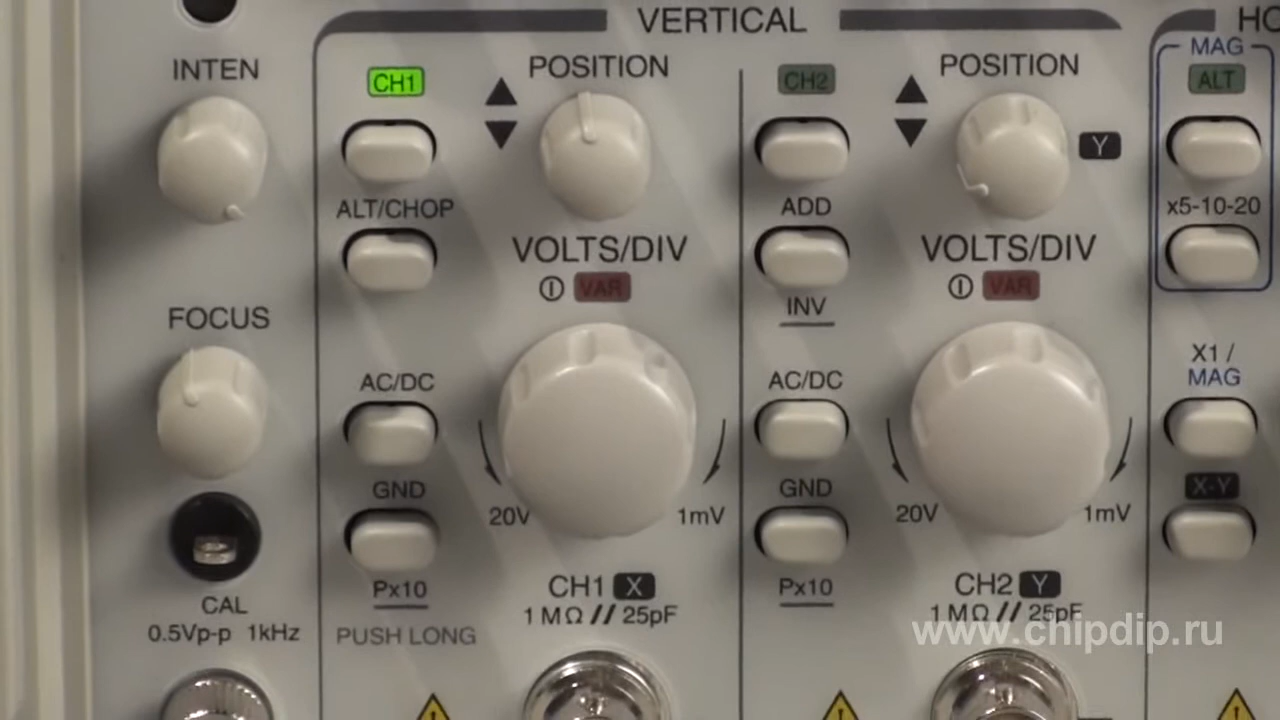 VERTICAL
HO
INTEN
CH1
POSITION
CH2
POSITION
MAG
ALT
Y
ALT/CHOP
ADD
x5-10-20
VOLTS/DIV
VOLTS/DIV
VAR
VAR
INV
FOCUS
X1 /
MAG
AC/DC
AC/DC
GND
GND
X-Y
20V
1mV
20V
1mV
Px10
CH1 X
Px10
CH2 Y
CAL
1 MΩ // 25pF
1 MΩ // 25pF
0.5Vp-p 1kHz
PUSH LONG
www.chipdip.ru